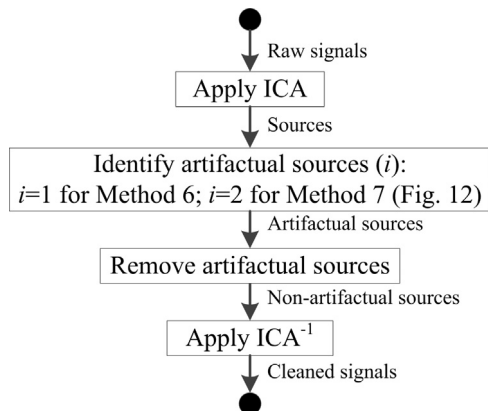 Raw signals
Apply ICA
Sources
Identify artifactual sources (i):
i=1 for Method 6; i=2 for Method 7 (Fig. 12)
Artifactual sources
Remove artifactual sources
Non-artifactual sources
Apply ICA⁻¹
Cleaned signals